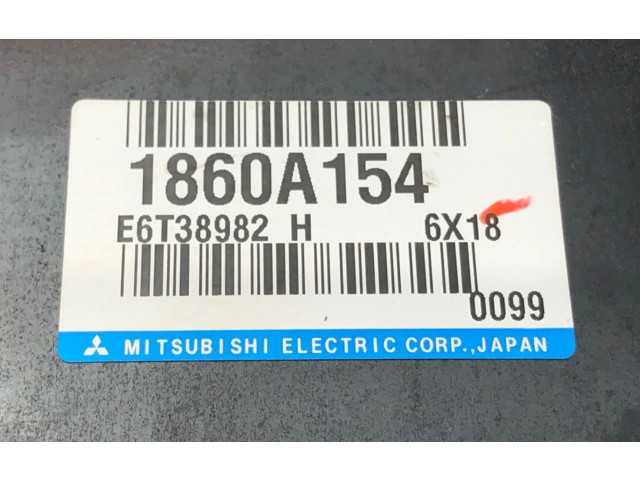 1860A154
E6T38982 H 6X18
0099
MITSUBISHI ELECTRIC CORP.,JAPAN